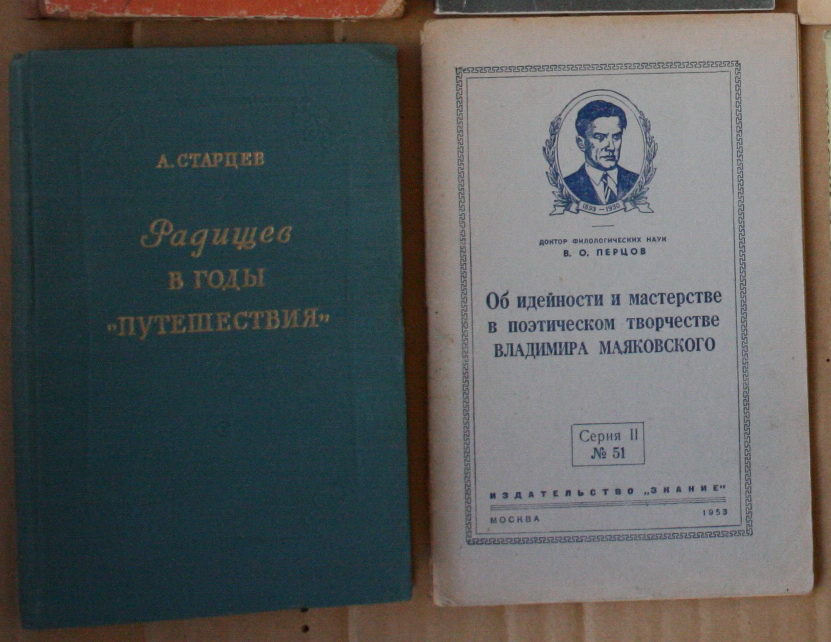 А. СТАРЦЕВ
Радищев
В ГОДЫ
"ПУТЕШЕСТВИЯ"
1893 — 1930
ДОКТОР ФИЛОЛОГИЧЕСКИХ НАУК
В. О. ПЕРЦОВ
Об идейности и мастерстве
в поэтическом творчестве
ВЛАДИМИРА МАЯКОВСКОГО
Серия II
№ 51
ИЗДАТЕЛЬСТВО „ЗНАНИЕ"
МОСКВА 1953